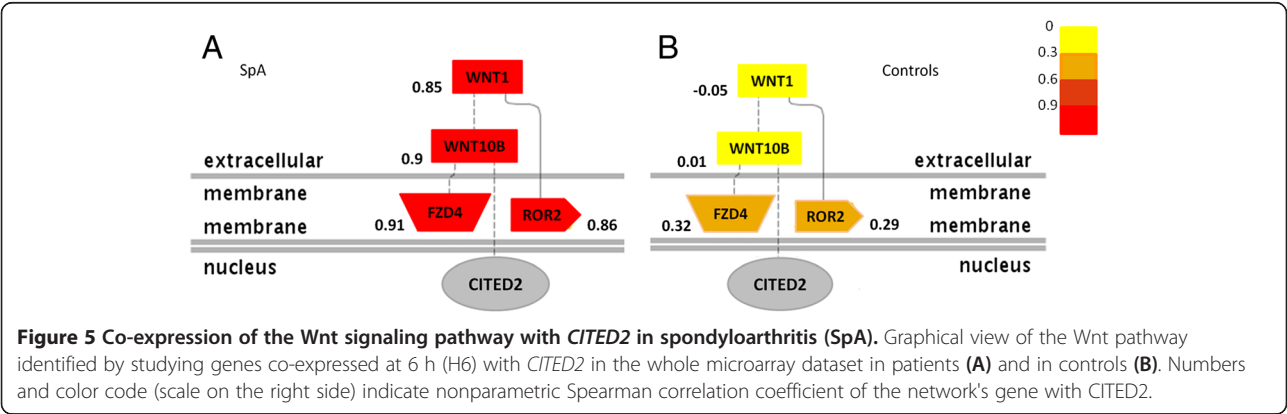 A
SpA
WNT1
0.85
WNT10B
0.9
extracellular
membrane
FZD4
ROR2
0.91
membrane
0.86
nucleus
CITED2
B
Controls
WNT1
-0.05
WNT10B
0.01
extracellular
membrane
FZD4
ROR2
0.32
0.29
membrane
nucleus
CITED2
0
0.3
0.6
0.9
Figure 5 Co-expression of the Wnt signaling pathway with CITED2 in spondyloarthritis (SpA). Graphical view of the Wnt pathway
identified by studying genes co-expressed at 6 h (H6) with CITED2 in the whole microarray dataset in patients (A) and in controls (B). Numbers
and color code (scale on the right side) indicate nonparametric Spearman correlation coefficient of the network's gene with CITED2.